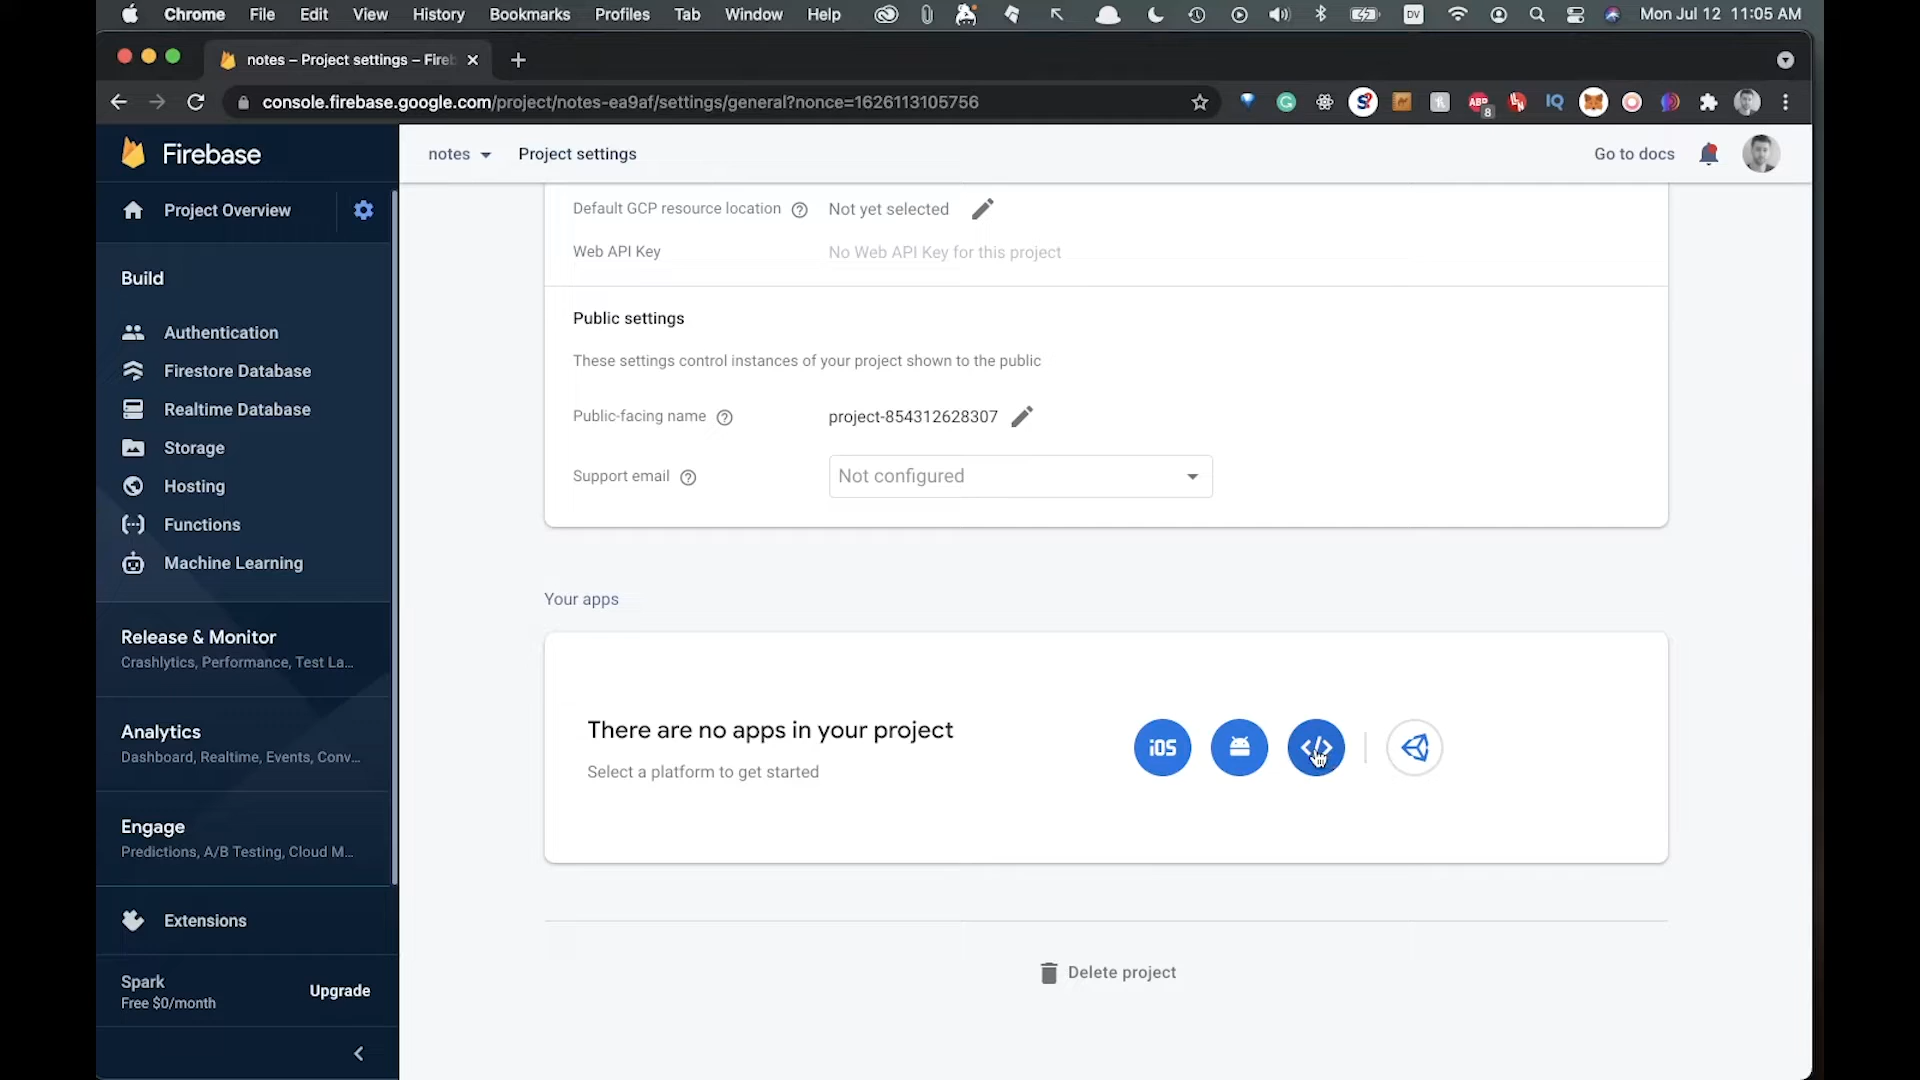 Chrome File Edit View History Bookmarks Profiles Tab Window Help DV Mon Jul 12 11:05 AM
notes – Project settings – Fire
console.firebase.google.com/project/notes-ea9af/settings/general?nonce=1626113105756
ABP 8 IQ
Firebase
notes Project settings Go to docs
Project Overview
Default GCP resource location Not yet selected
Web API Key No Web API Key for this project
Build
Public settings
Authentication
These settings control instances of your project shown to the public
Firestore Database
Realtime Database
Public-facing name project-854312628307
Storage
Support email Not configured
Hosting
Functions
Machine Learning
Your apps
Release & Monitor
Crashlytics, Performance, Test La...
Analytics
Dashboard, Realtime, Events, Conv...
There are no apps in your project
iOS
Select a platform to get started
Engage
Predictions, A/B Testing, Cloud M...
Extensions
Spark
Free $0/month
Upgrade
Delete project